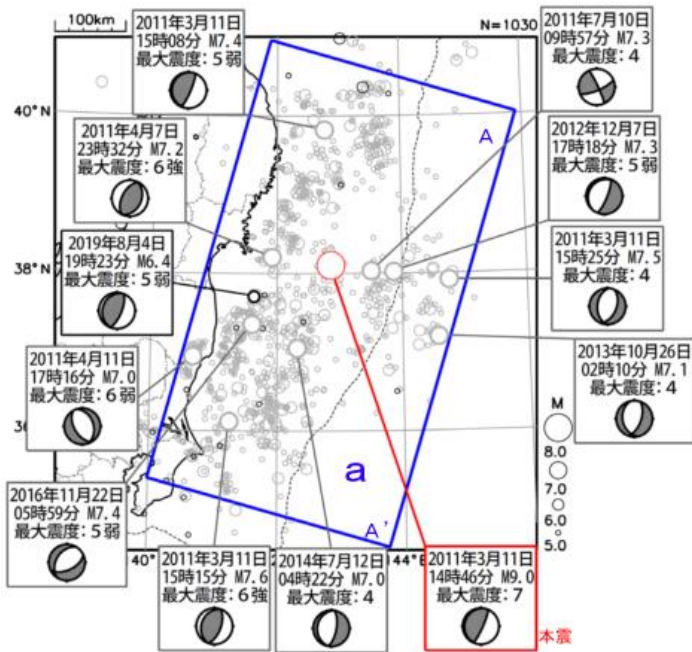 100km
N=1030
2011年3月11日
15時08分 M7.4
最大震度：5弱
2011年7月10日
09時57分 M7.3
最大震度：4
40°N
A
2011年4月7日
23時32分 M7.2
最大震度：6強
2012年12月7日
17時18分 M7.3
最大震度：5弱
2019年8月4日
19時23分 M6.4
最大震度：5弱
38°N
2011年3月11日
15時25分 M7.5
最大震度：4
2011年4月11日
17時16分 M7.0
最大震度：6弱
2013年10月26日
02時10分 M7.1
最大震度：4
M
8.0
7.0
6.0
5.0
a
A'
2016年11月22日
05時59分 M7.4
最大震度：5弱
144°E
2011年3月11日
15時15分 M7.6
最大震度：6強
2014年7月12日
04時22分 M7.0
最大震度：4
2011年3月11日
14時46分 M9.0
最大震度：7
本震